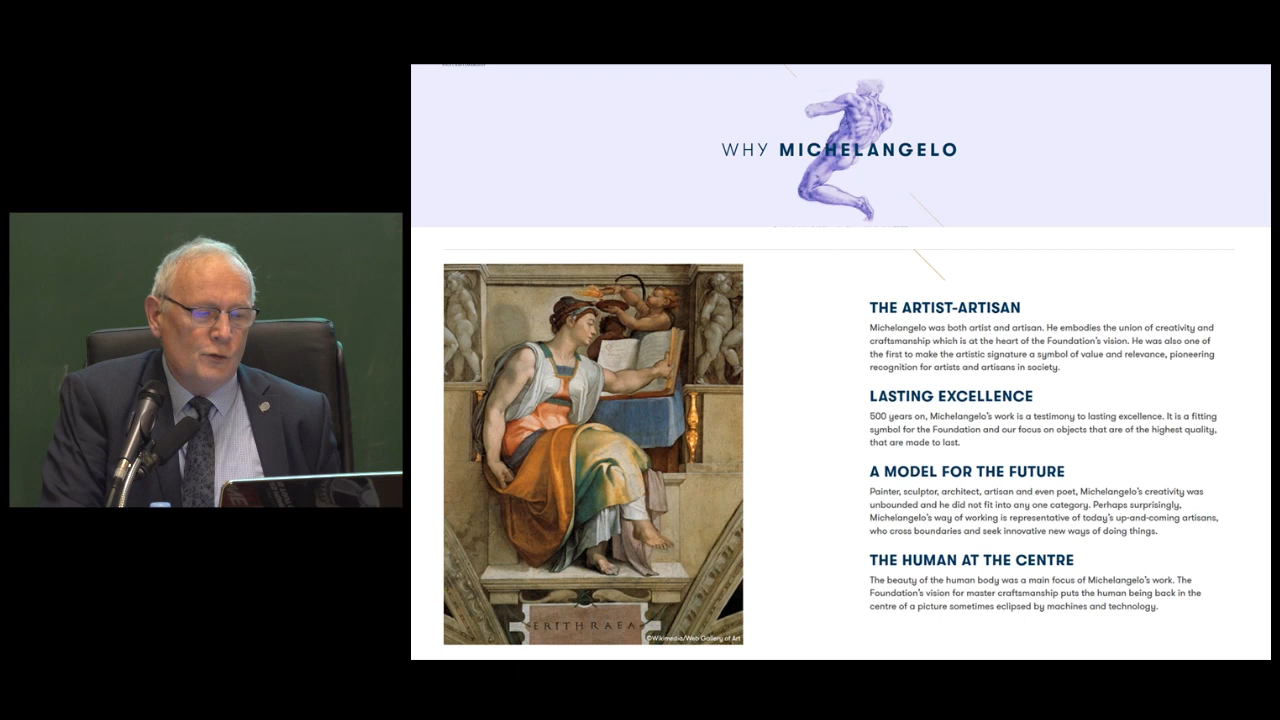 WHY MICHELANGELO
THE ARTIST-ARTISAN
Michelangelo was both artist and artisan. He embodies the union of creativity and
craftsmanship which is at the heart of the Foundation's vision. He was also one of
the first to make the artistic signature a symbol of value and relevance, pioneering
recognition for artists and artisans in society.
LASTING EXCELLENCE
500 years on, Michelangelo's work is a testimony to lasting excellence. It is a fitting
symbol for the Foundation and our focus on objects that are of the highest quality,
that are made to last.
A MODEL FOR THE FUTURE
Painter, sculptor, architect, artisan and even poet, Michelangelo's creativity was
unbounded and he did not fit into any one category. Perhaps surprisingly,
Michelangelo's way of working is representative of today's up-and-coming artisans,
who cross boundaries and seek innovative new ways of doing things.
THE HUMAN AT THE CENTRE
The beauty of the human body was a main focus of Michelangelo's work. The
Foundation's vision for master craftsmanship puts the human being back in the
centre of a picture sometimes eclipsed by machines and technology.
ERITHRAEA
©Wikimedia/Web Gallery of Art